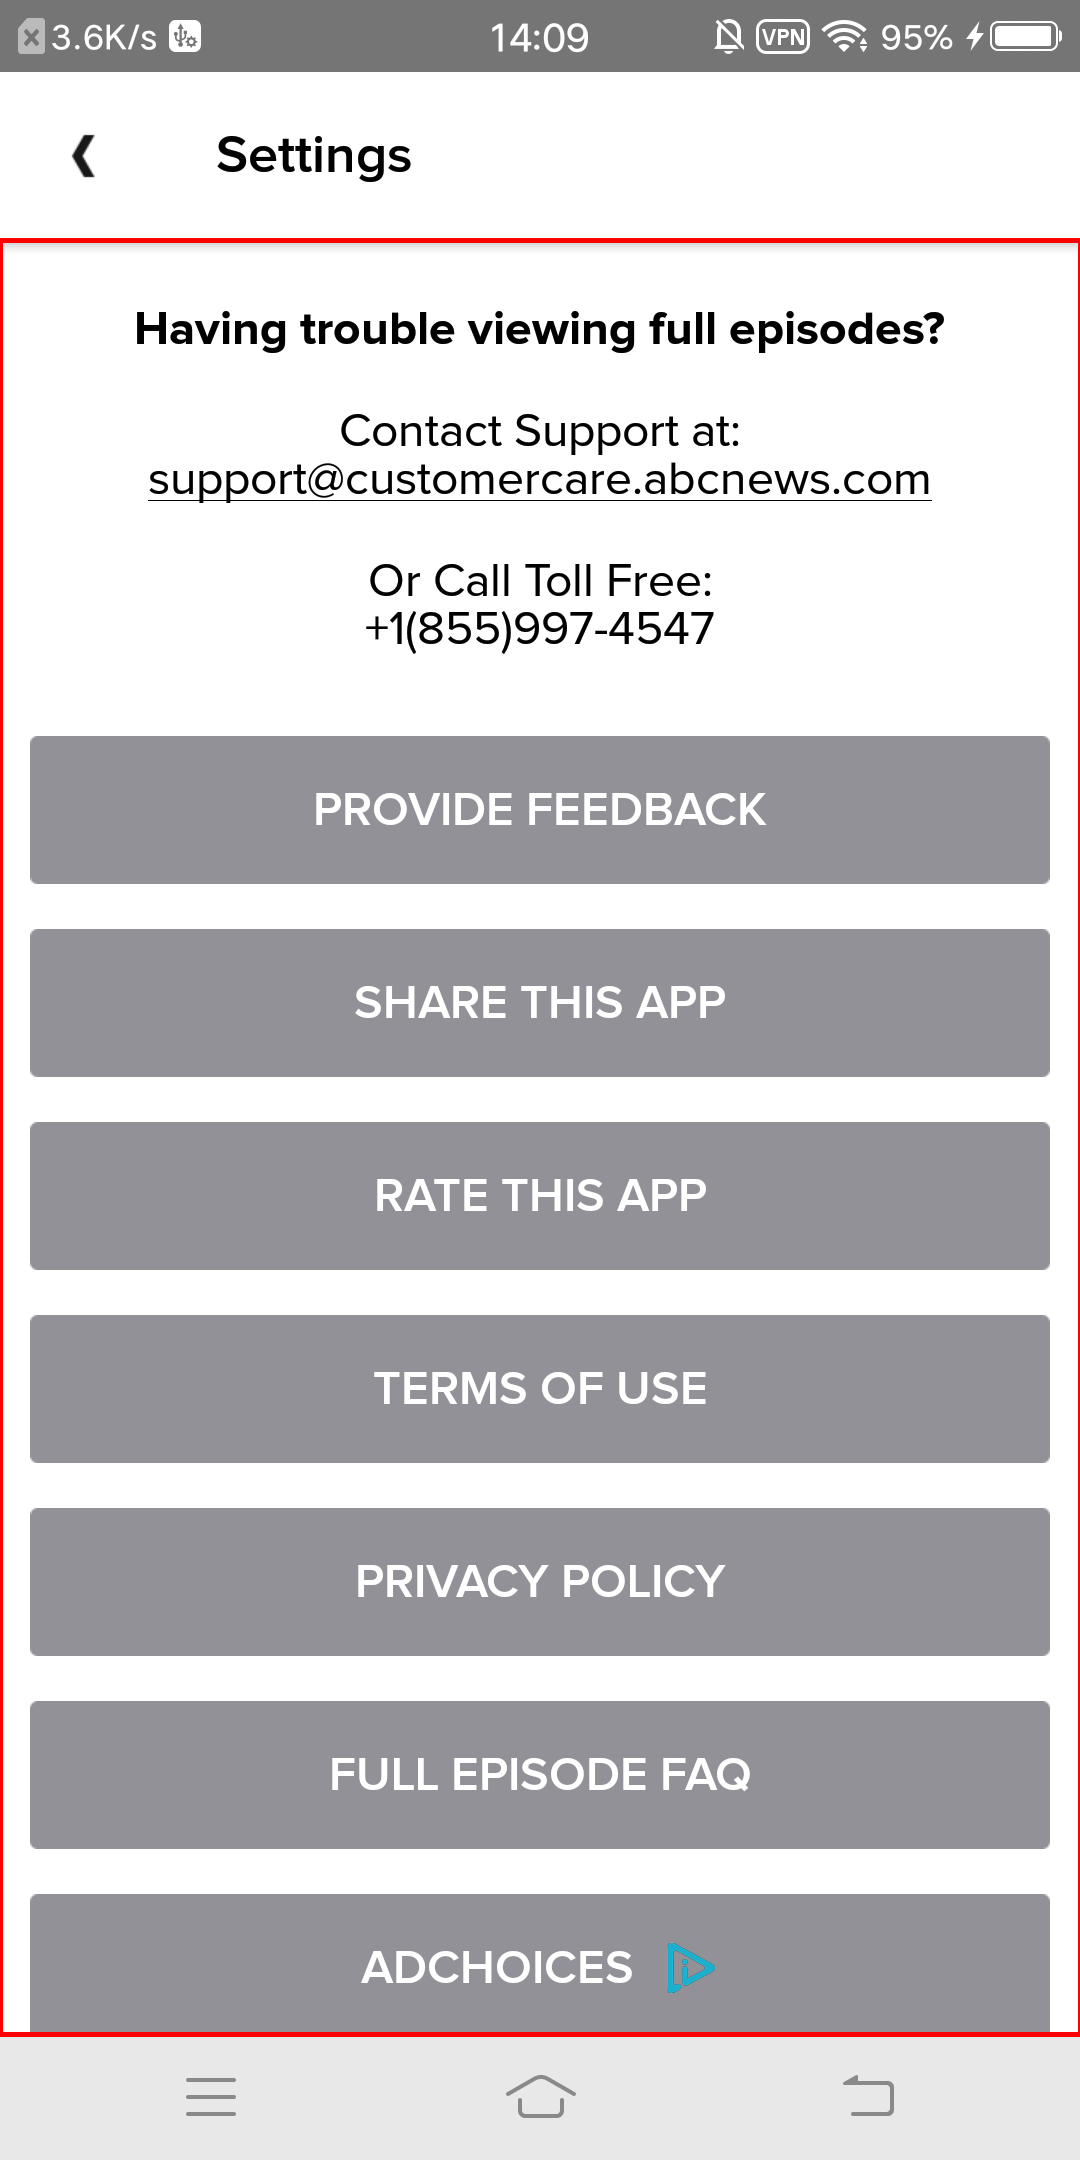 3.6K/s 14:09 VPN 95%
Settings
Having trouble viewing full episodes?
Contact Support at:
support@customercare.abcnews.com
Or Call Toll Free:
+1(855)997-4547
PROVIDE FEEDBACK
SHARE THIS APP
RATE THIS APP
TERMS OF USE
PRIVACY POLICY
FULL EPISODE FAQ
ADCHOICES